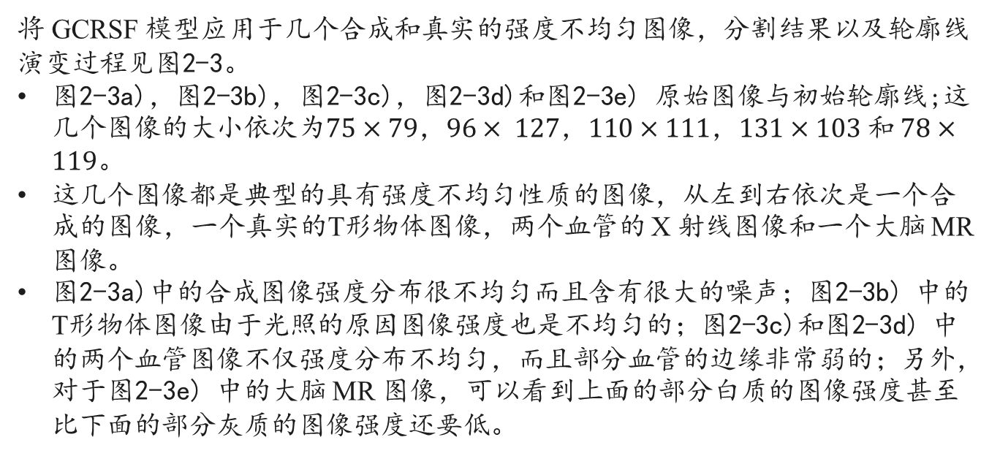 将 GCRSF 模型应用于几个合成和真实的强度不均匀图像，分割结果以及轮廓线
演变过程见图2-3。
• 图2-3a)，图2-3b)，图2-3c)，图2-3d)和图2-3e) 原始图像与初始轮廓线;这
几个图像的大小依次为75 × 79，96 × 127，110 × 111，131 × 103 和 78 ×
119。
• 这几个图像都是典型的具有强度不均匀性质的图像，从左到右依次是一个合
成的图像，一个真实的T形物体图像，两个血管的 X 射线图像和一个大脑 MR
图像。
• 图2-3a)中的合成图像强度分布很不均匀而且含有很大的噪声；图2-3b) 中的
T形物体图像由于光照的原因图像强度也是不均匀的；图2-3c)和图2-3d) 中
的两个血管图像不仅强度分布不均匀，而且部分血管的边缘非常弱的；另外，
对于图2-3e) 中的大脑 MR 图像，可以看到上面的部分白质的图像强度甚至
比下面的部分灰质的图像强度还要低。